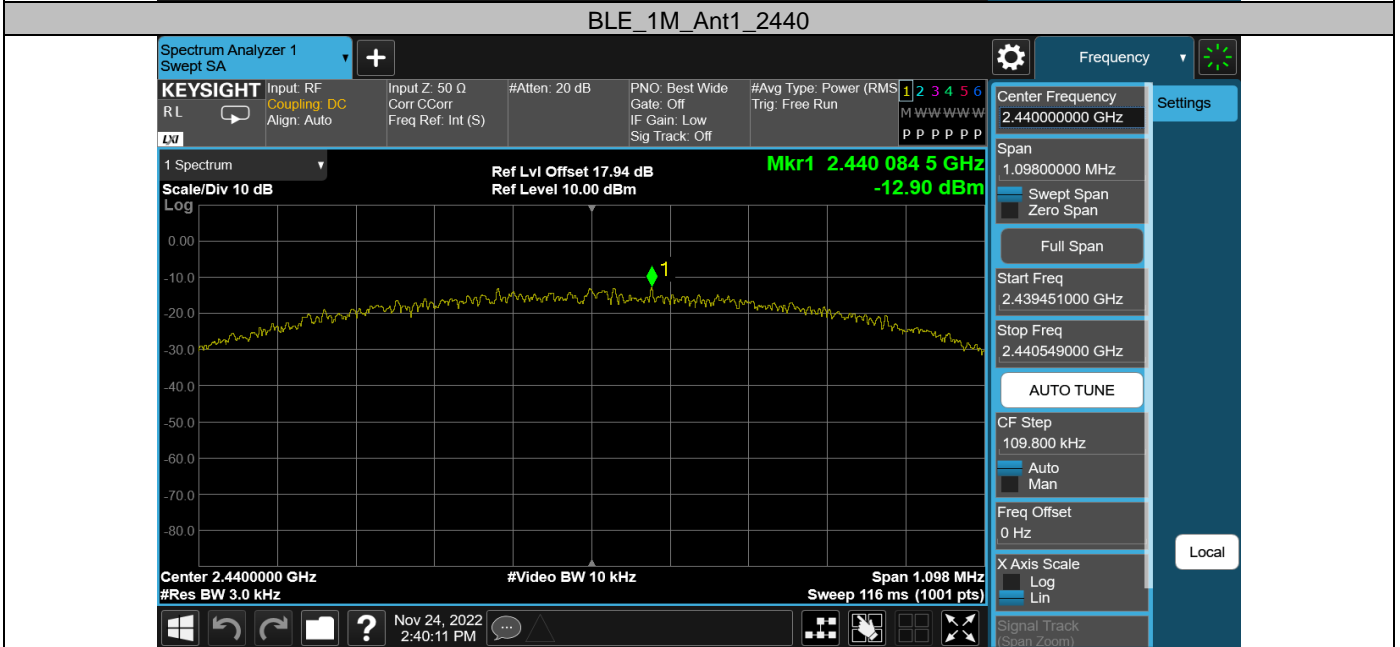 BLE_1M_Ant1_2440
Spectrum Analyzer 1
Swept SA
+
Frequency
KEYSIGHT
RL
LXI
Input: RF
Coupling: DC
Align: Auto
Input Z: 50 Ω
Corr CCorr
Freq Ref: Int (S)
#Atten: 20 dB
PNO: Best Wide
Gate: Off
IF Gain: Low
Sig Track: Off
#Avg Type: Power (RMS
Trig: Free Run
1 2 3 4 5 6
M W W W W W
P P P P P P
1 Spectrum
Scale/Div 10 dB
Ref Lvl Offset 17.94 dB
Ref Level 10.00 dBm
Mkr1 2.440 084 5 GHz
-12.90 dBm
Log
0.00
-10.0
-20.0
-30.0
-40.0
-50.0
-60.0
-70.0
-80.0
1
Center 2.4400000 GHz
#Res BW 3.0 kHz
#Video BW 10 kHz
Span 1.098 MHz
Sweep 116 ms (1001 pts)
Center Frequency
2.440000000 GHz
Span
1.09800000 MHz
Swept Span
Zero Span
Full Span
Start Freq
2.439451000 GHz
Stop Freq
2.440549000 GHz
AUTO TUNE
CF Step
109.800 kHz
Auto
Man
Freq Offset
0 Hz
X Axis Scale
Log
Lin
Signal Track
(Span Zoom)
Settings
Local
?
Nov 24, 2022
2:40:11 PM